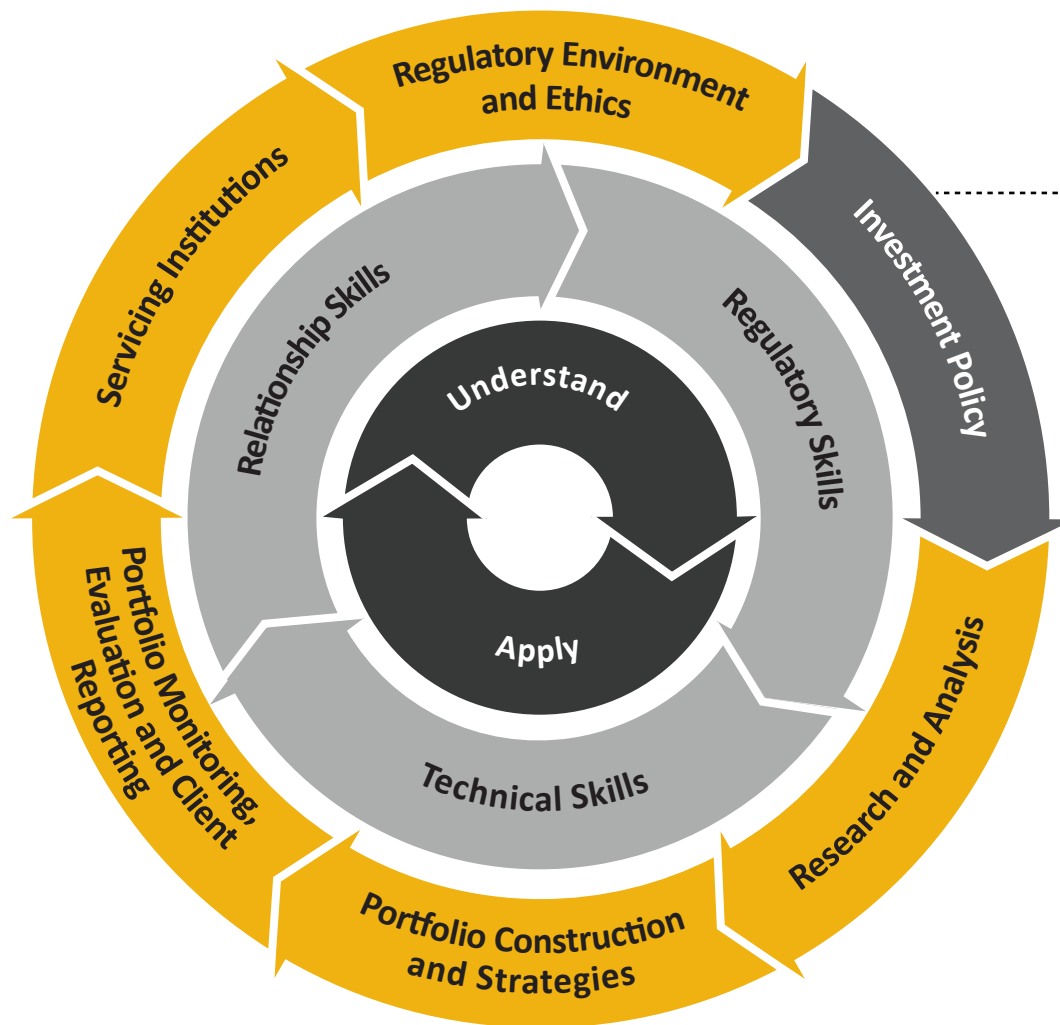 Regulatory Environment
and Ethics
Investment Policy
Research and Analysis
Portfolio Construction
and Strategies
Portfolio Monitoring,
Evaluation and Client
Reporting
Servicing Institutions
Relationship Skills
Regulatory Skills
Technical Skills
Understand
Apply